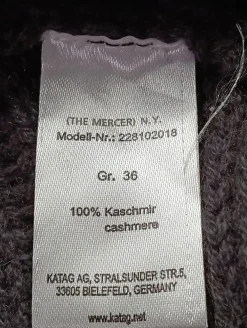 (THE MERCER) N.Y.
Modell-Nr.: 228102018
Gr. 36
100% Kaschmir
cashmere
KATAG AG, STRALSUNDER STR.5,
33605 BIELEFELD, GERMANY
www.katag.net